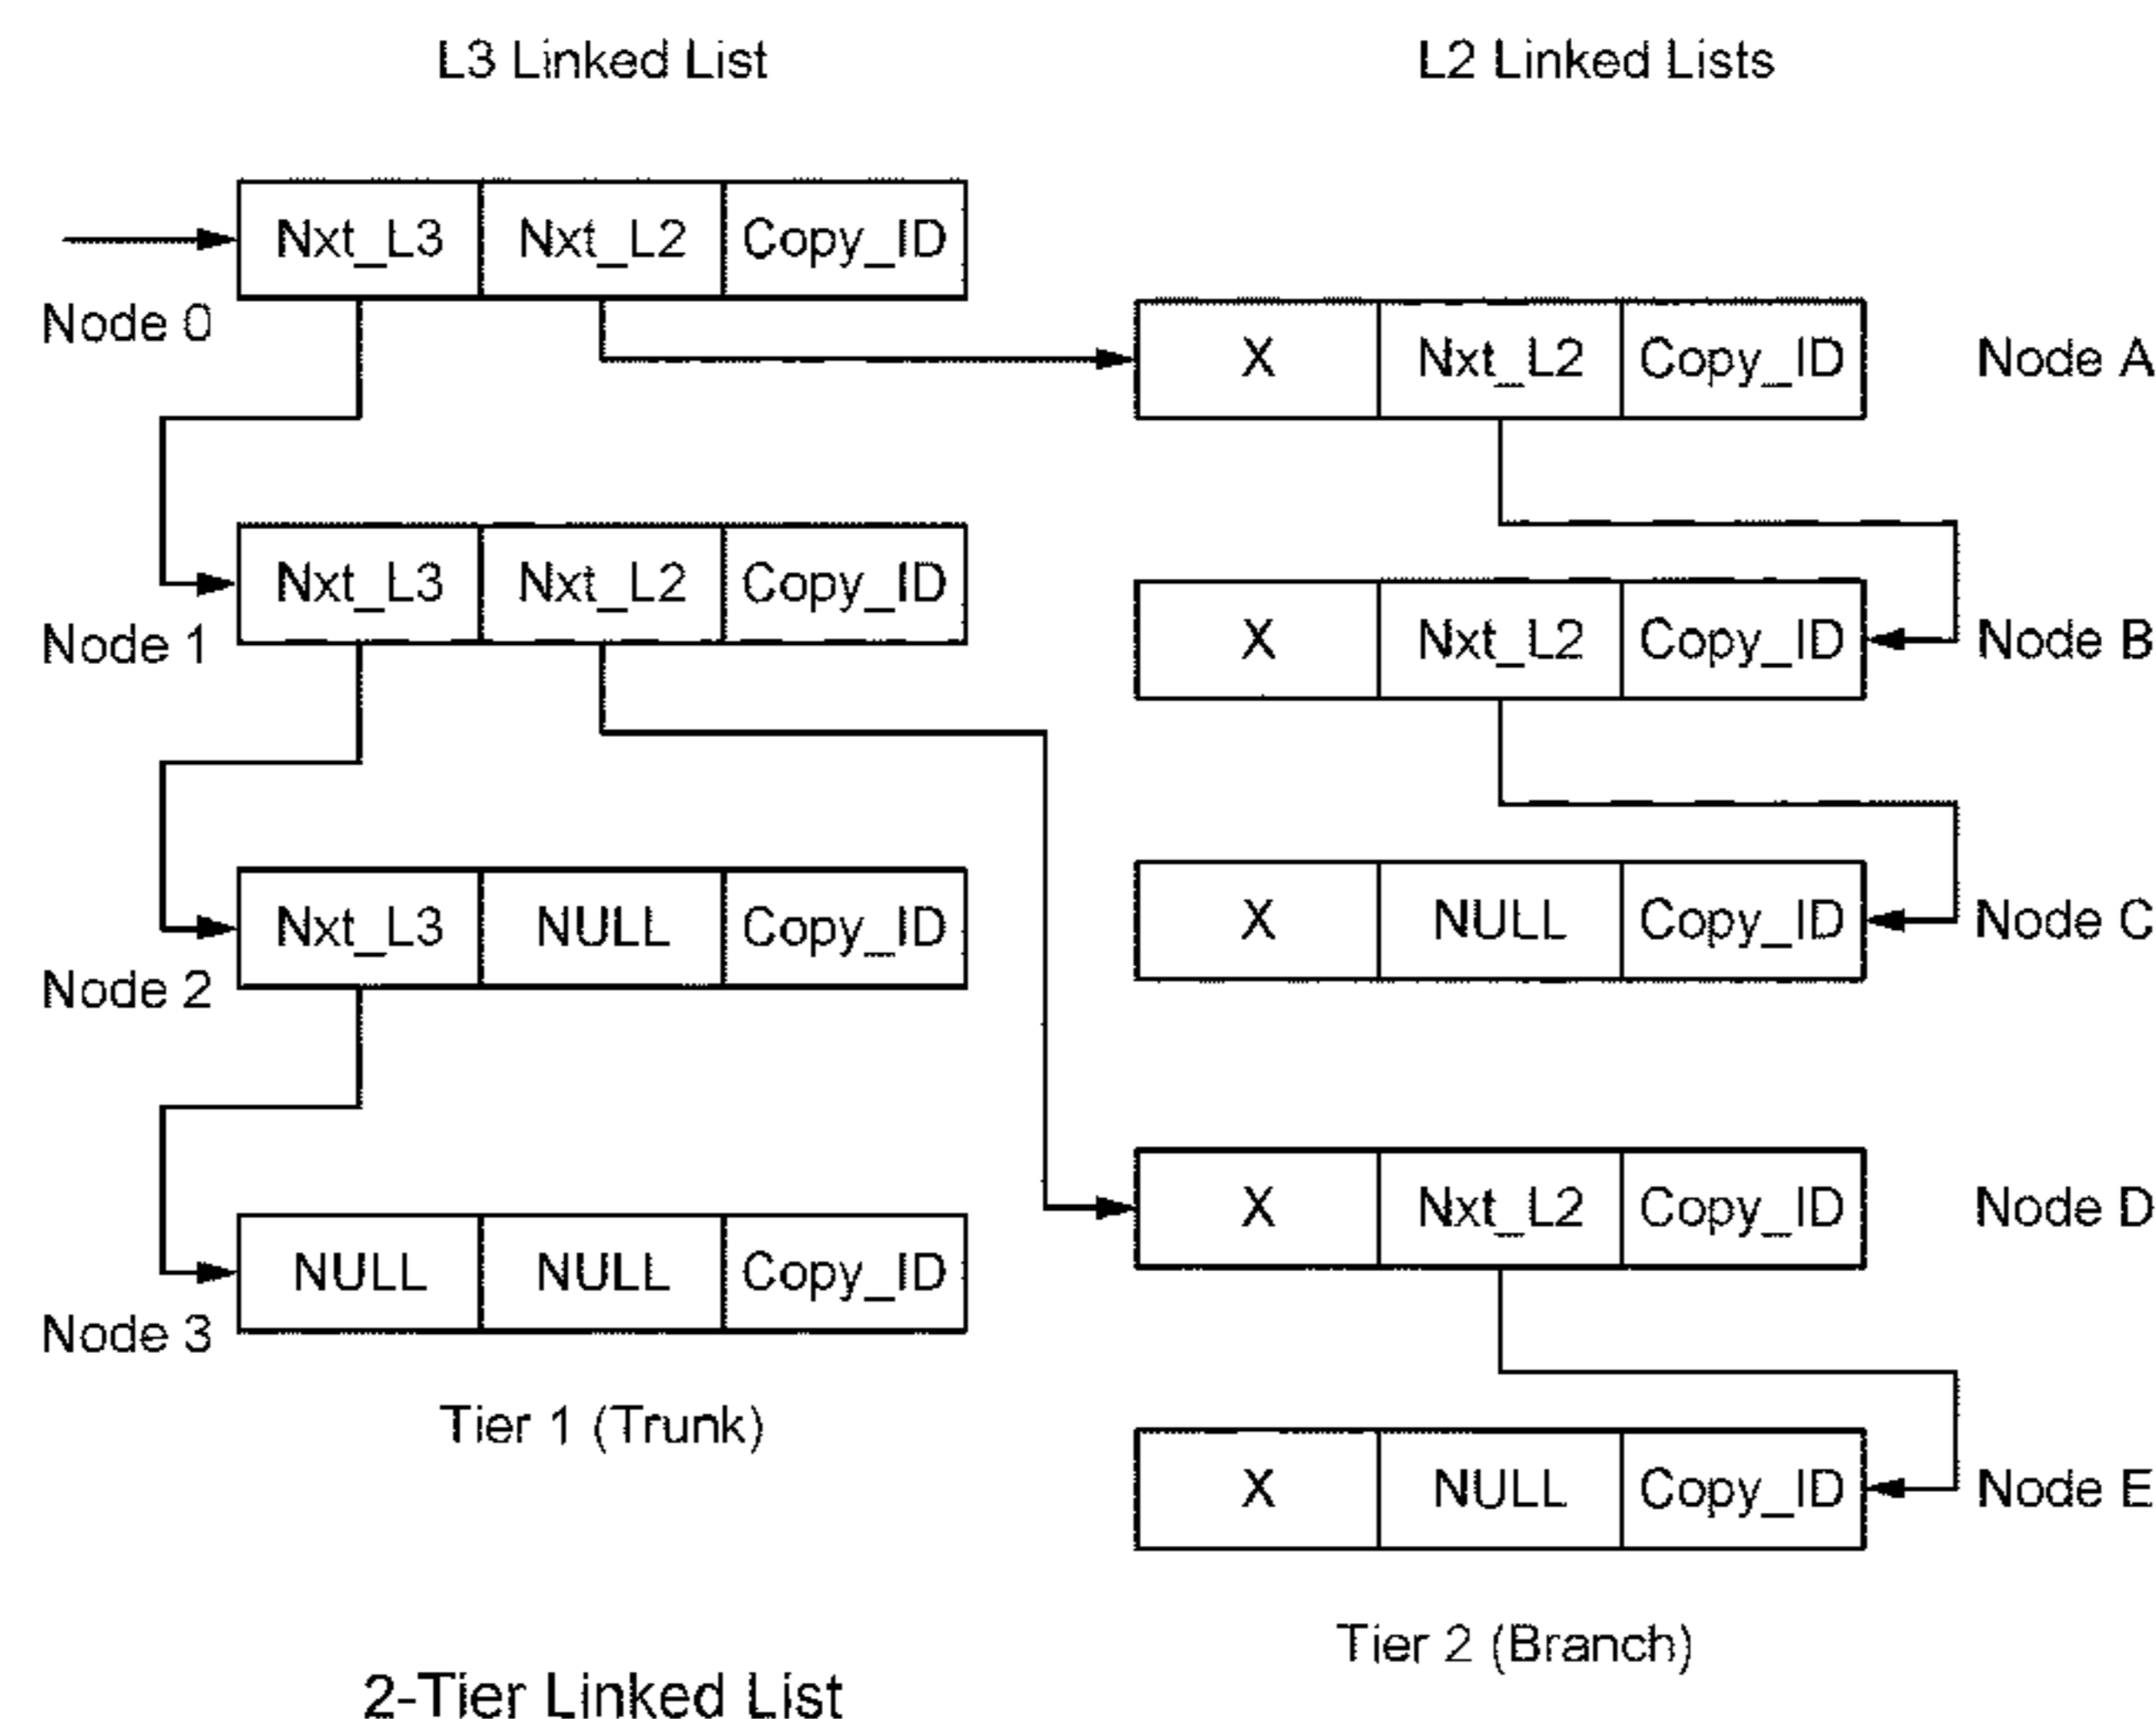 L3 Linked List
L2 Linked Lists
Nxt_L3 Nxt_L2 Copy_ID
Node 0
X Nxt_L2 Copy_ID Node A
Nxt_L3 Nxt_L2 Copy_ID
Node 1
X Nxt_L2 Copy_ID Node B
Nxt_L3 NULL Copy_ID
Node 2
X NULL Copy_ID Node C
X Nxt_L2 Copy_ID Node D
NULL NULL Copy_ID
Node 3
Tier 1 (Trunk)
X NULL Copy_ID Node E
Tier 2 (Branch)
2-Tier Linked List